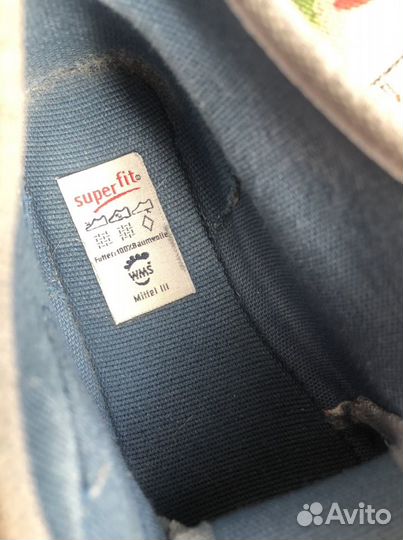 superfit
Futter: 100% Baumwolle
WMS
Mittel III
Avito